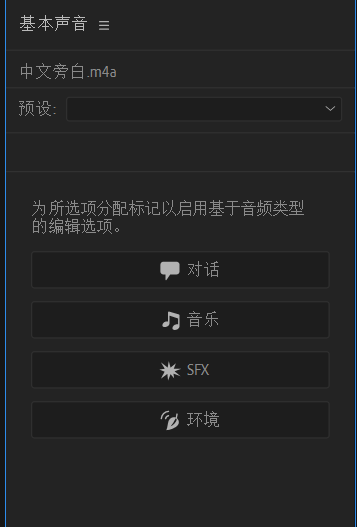 基本声音
中文旁白.m4a
预设:
为所选项分配标记以启用基于音频类型
的编辑选项。
对话
音乐
SFX
环境